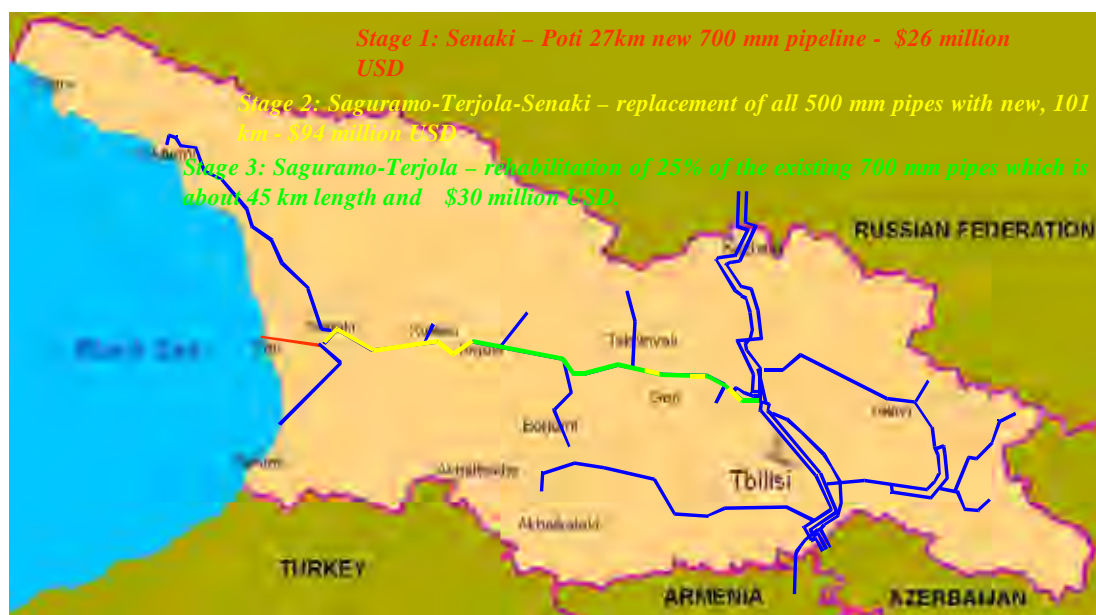 Stage 1: Senaki – Poti 27km new 700 mm pipeline - $26 million
USD
Stage 2: Saguramo-Terjola-Senaki – replacement of all 500 mm pipes with new, 101
km - $94 million USD
Stage 3: Saguramo-Terjola – rehabilitation of 25% of the existing 700 mm pipes which is
about 45 km length and $30 million USD.
RUSSIAN FEDERATION
Black Sea
Gori
Borjomi
Akhaltsikhe
Tbilisi
Akhalkalaki
TURKEY
ARMENIA
AZERBAIJAN